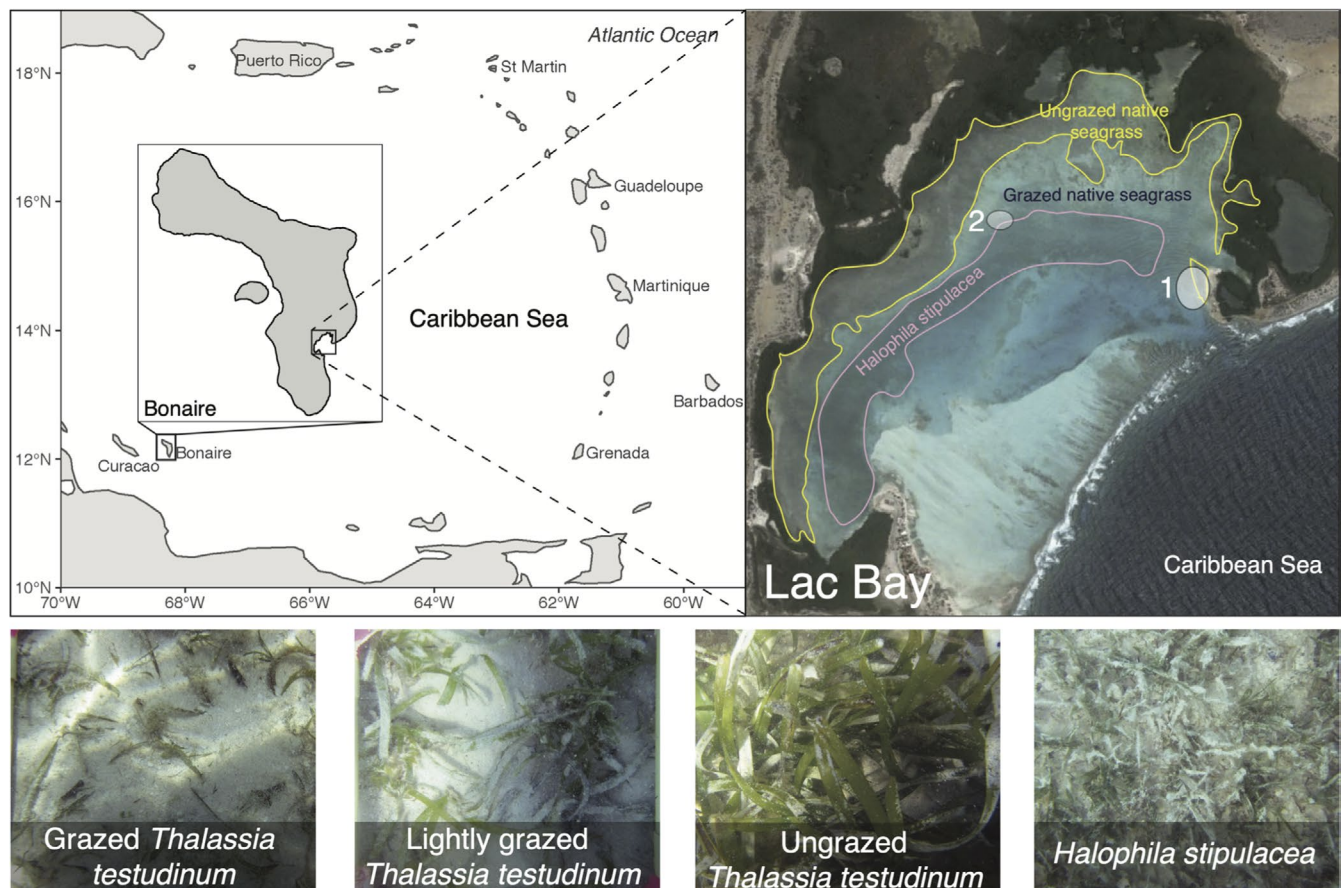 Atlantic Ocean
18°N
Puerto Rico
St Martin
16°N
Guadeloupe
Martinique
14°N
Caribbean Sea
Barbados
Bonaire
12°N
Curacao
Bonaire
Grenada
10°N
70°W
68°W
66°W
64°W
62°W
60°W
Ungrazed native
seagrass
Grazed native seagrass
2
1
Halophila stipulacea
Caribbean Sea
Lac Bay
Grazed Thalassia
testudinum
Lightly grazed
Thalassia testudinum
Ungrazed
Thalassia testudinum
Halophila stipulacea